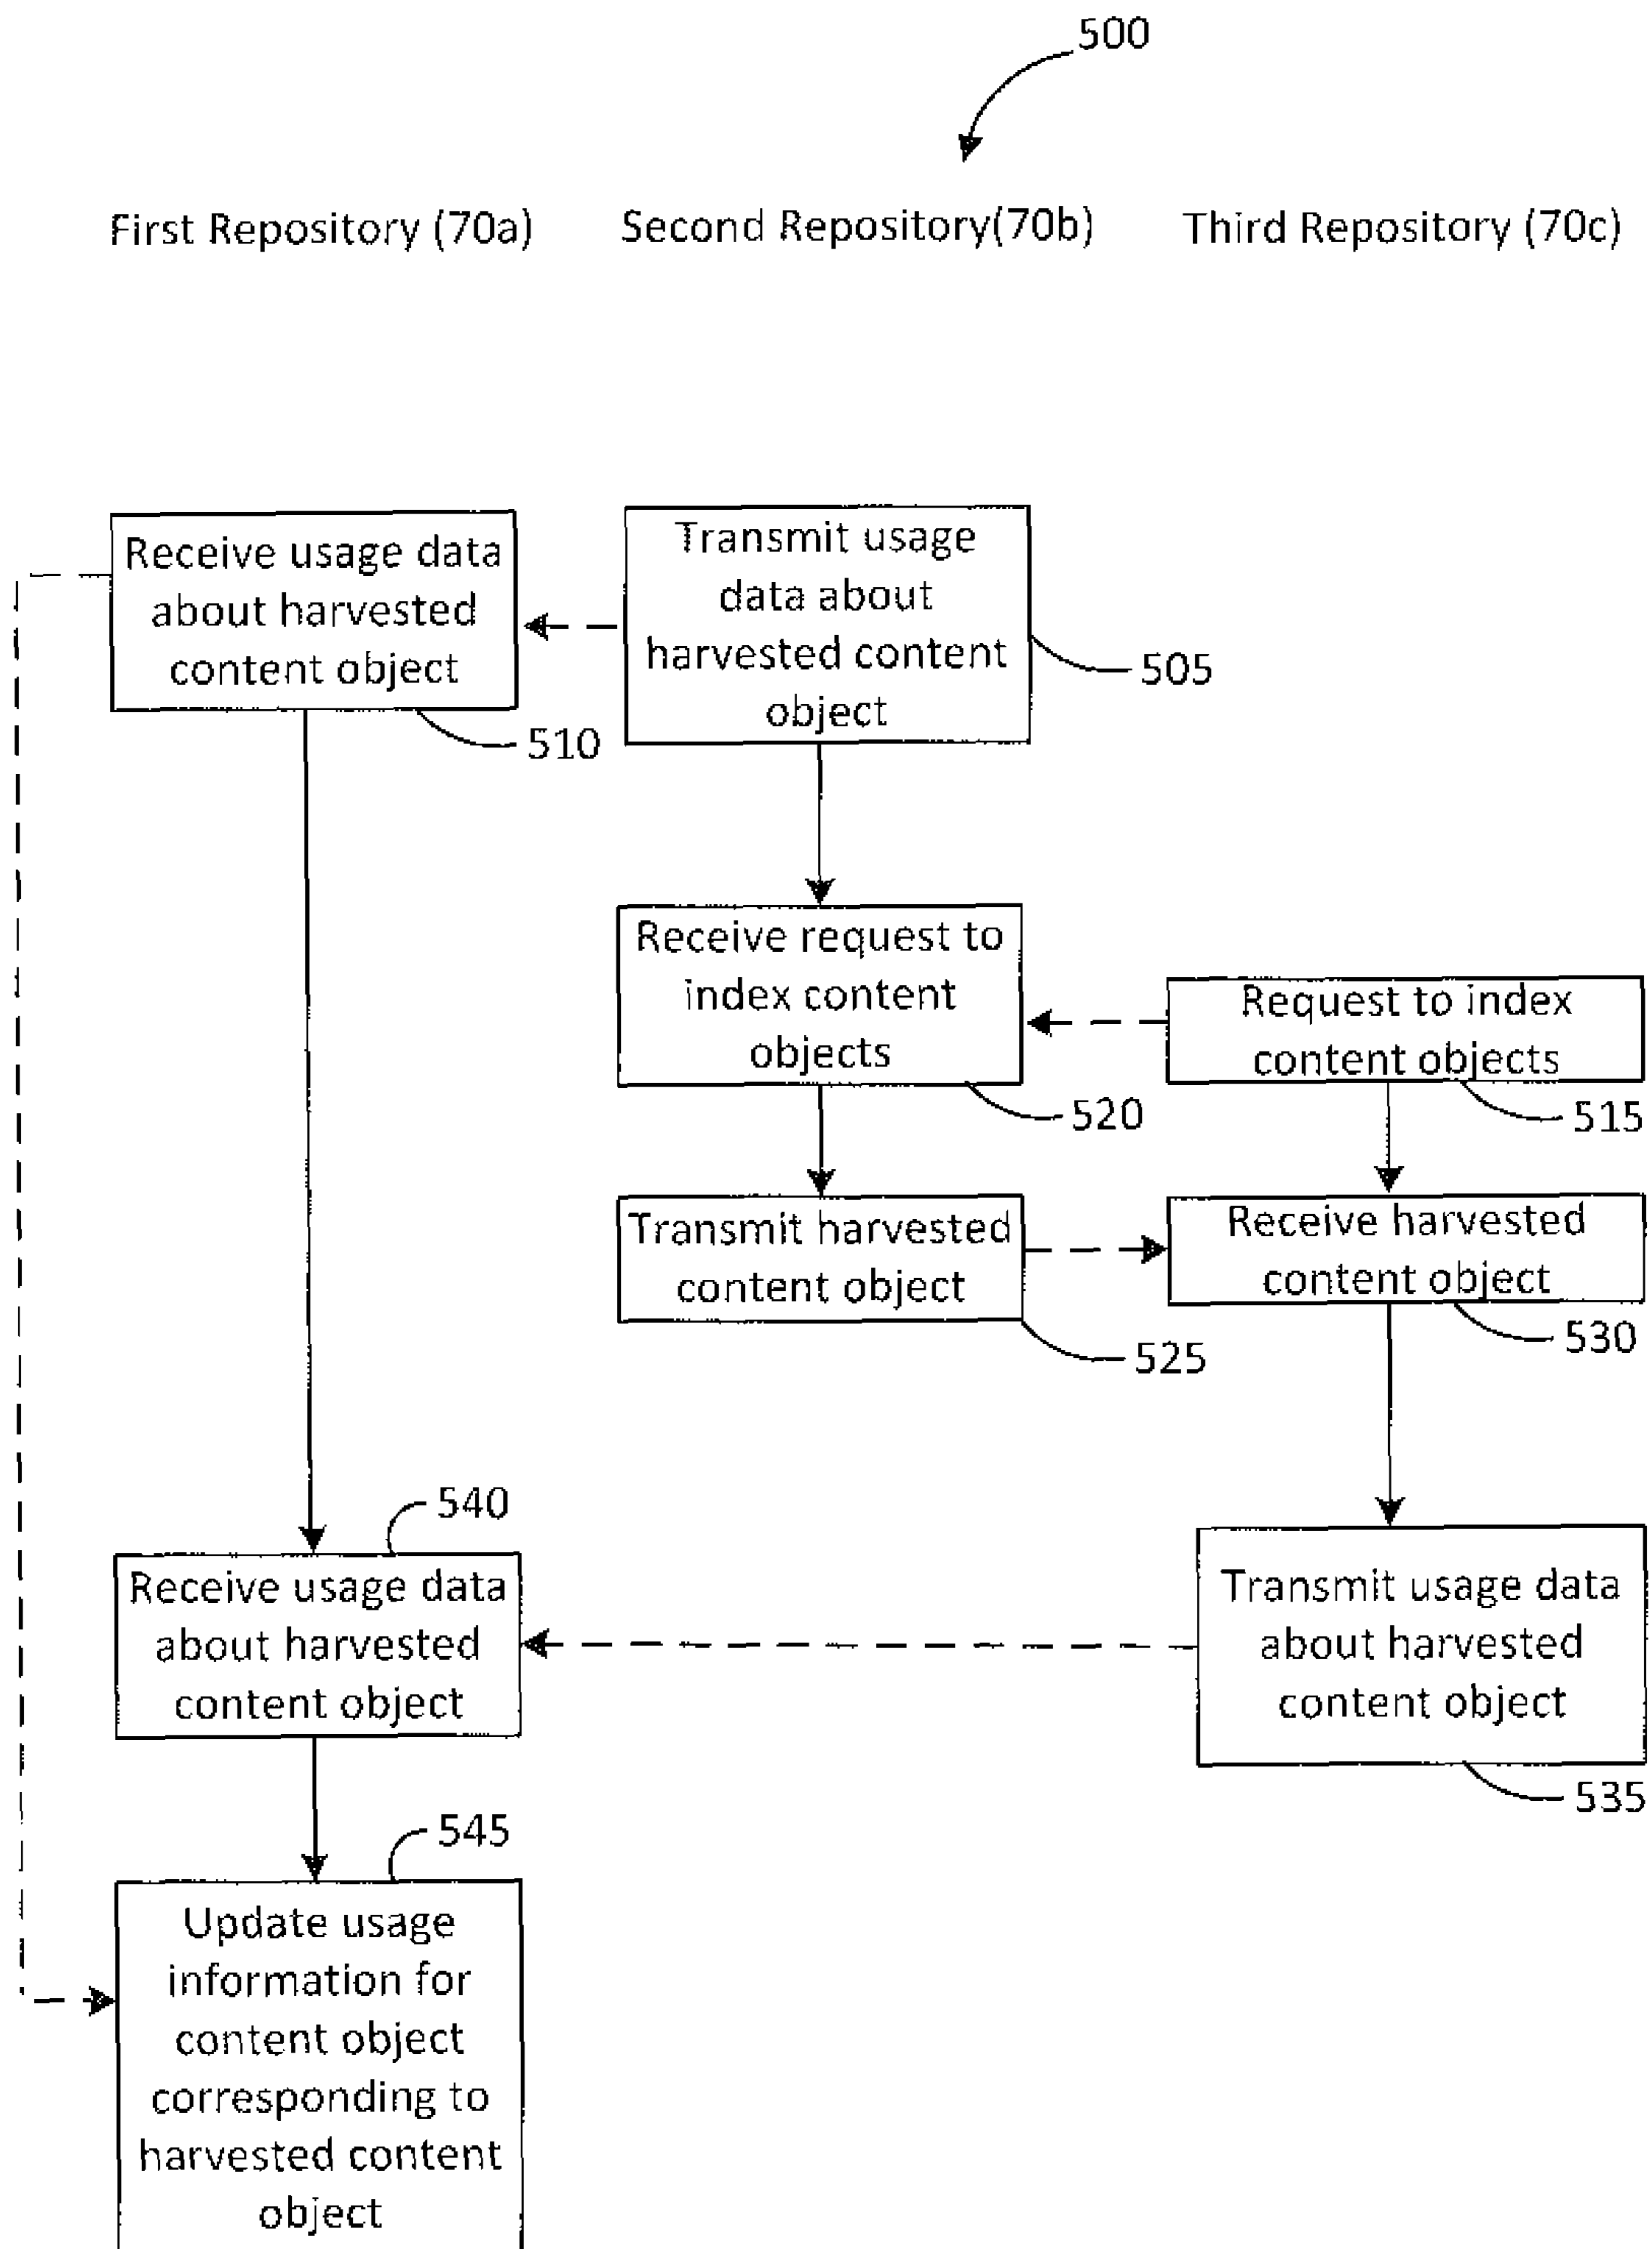 500
First Repository (70a)
Second Repository(70b)
Third Repository (70c)
Receive usage data
about harvested
content object
510
Transmit usage
data about
harvested content
object
505
Receive request to
index content
objects
520
Request to index
content objects
515
Transmit harvested
content object
525
Receive harvested
content object
530
540
Receive usage data
about harvested
content object
Transmit usage data
about harvested
content object
535
545
Update usage
information for
content object
corresponding to
harvested content
object